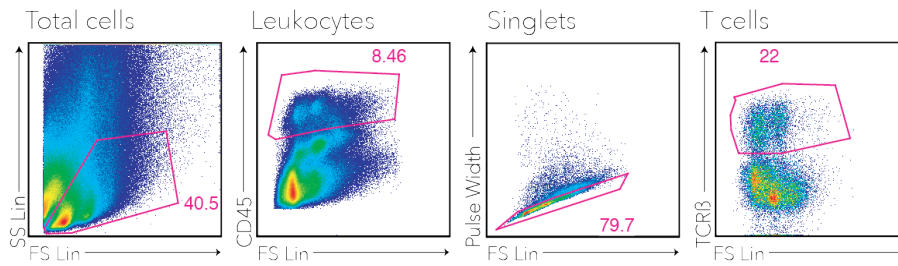 Total cells
Leukocytes
Singlets
T cells
8.46
22
40.5
79.7
SS Lin
CD45
Pulse Width
TCRß
FS Lin
FS Lin
FS Lin
FS Lin